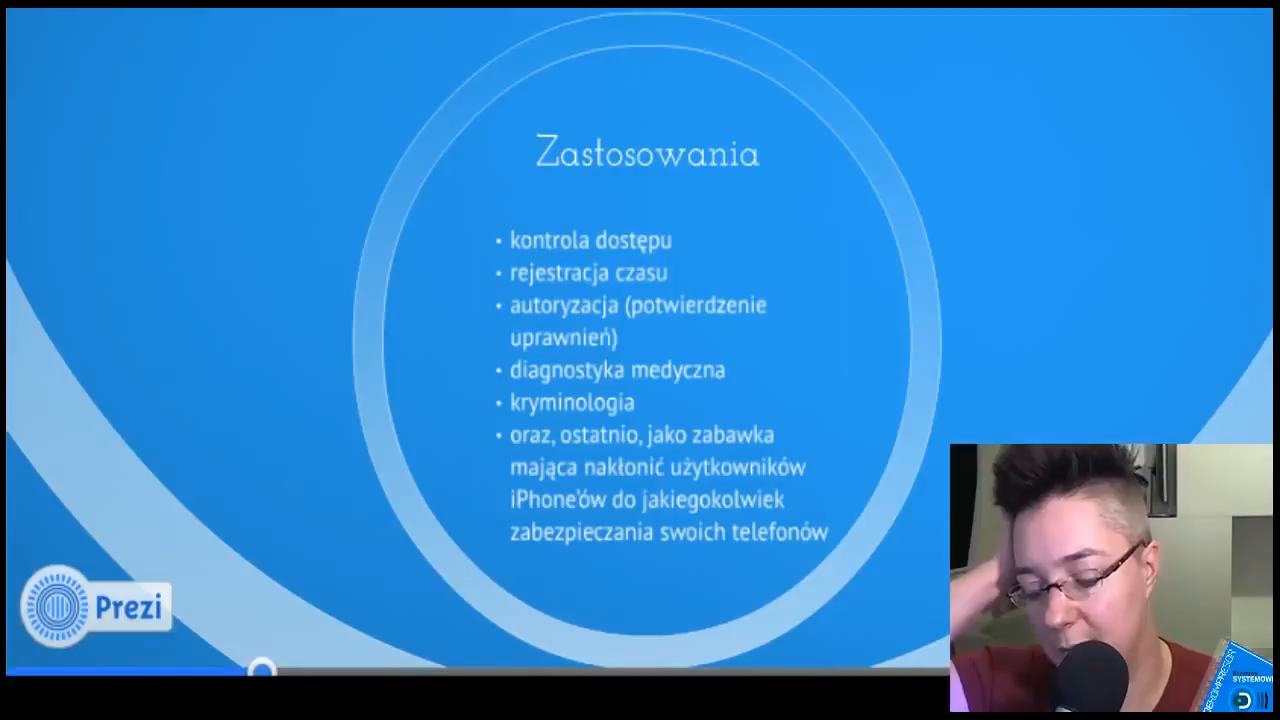 Zastosowania
• kontrola dostępu
• rejestracja czasu
• autoryzacja (potwierdzenie
uprawnień)
• diagnostyka medyczna
• kryminologia
• oraz, ostatnio, jako zabawka
mająca nakłonić użytkowników
iPhone'ów do jakiegokolwiek
zabezpieczania swoich telefonów
Prezi